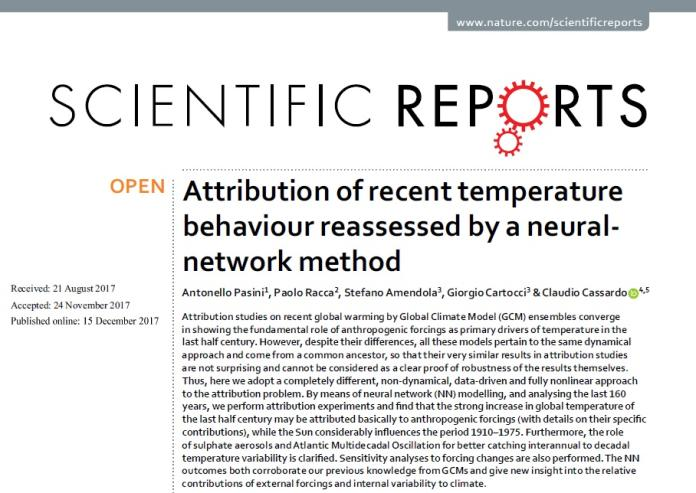 www.nature.com/scientificreports
SCIENTIFIC REPORTS
OPEN
Attribution of recent temperature
behaviour reassessed by a neural-
network method
Received: 21 August 2017
Accepted: 24 November 2017
Published online: 15 December 2017
Antonello Pasini1, Paolo Racca2, Stefano Amendola3, Giorgio Cartocci3 & Claudio Cassardo 4,5
Attribution studies on recent global warming by Global Climate Model (GCM) ensembles converge
in showing the fundamental role of anthropogenic forcings as primary drivers of temperature in the
last half century. However, despite their differences, all these models pertain to the same dynamical
approach and come from a common ancestor, so that their very similar results in attribution studies
are not surprising and cannot be considered as a clear proof of robustness of the results themselves.
Thus, here we adopt a completely different, non-dynamical, data-driven and fully nonlinear approach
to the attribution problem. By means of neural network (NN) modelling, and analysing the last 160
years, we perform attribution experiments and find that the strong increase in global temperature of
the last half century may be attributed basically to anthropogenic forcings (with details on their specific
contributions), while the Sun considerably influences the period 1910–1975. Furthermore, the role
of sulphate aerosols and Atlantic Multidecadal Oscillation for better catching interannual to decadal
temperature variability is clarified. Sensitivity analyses to forcing changes are also performed. The NN
outcomes both corroborate our previous knowledge from GCMs and give new insight into the relative
contributions of external forcings and internal variability to climate.